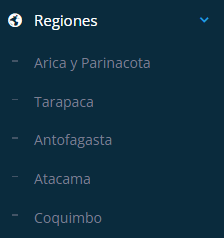 Regiones
Arica y Parinacota
Tarapaca
Antofagasta
Atacama
Coquimbo